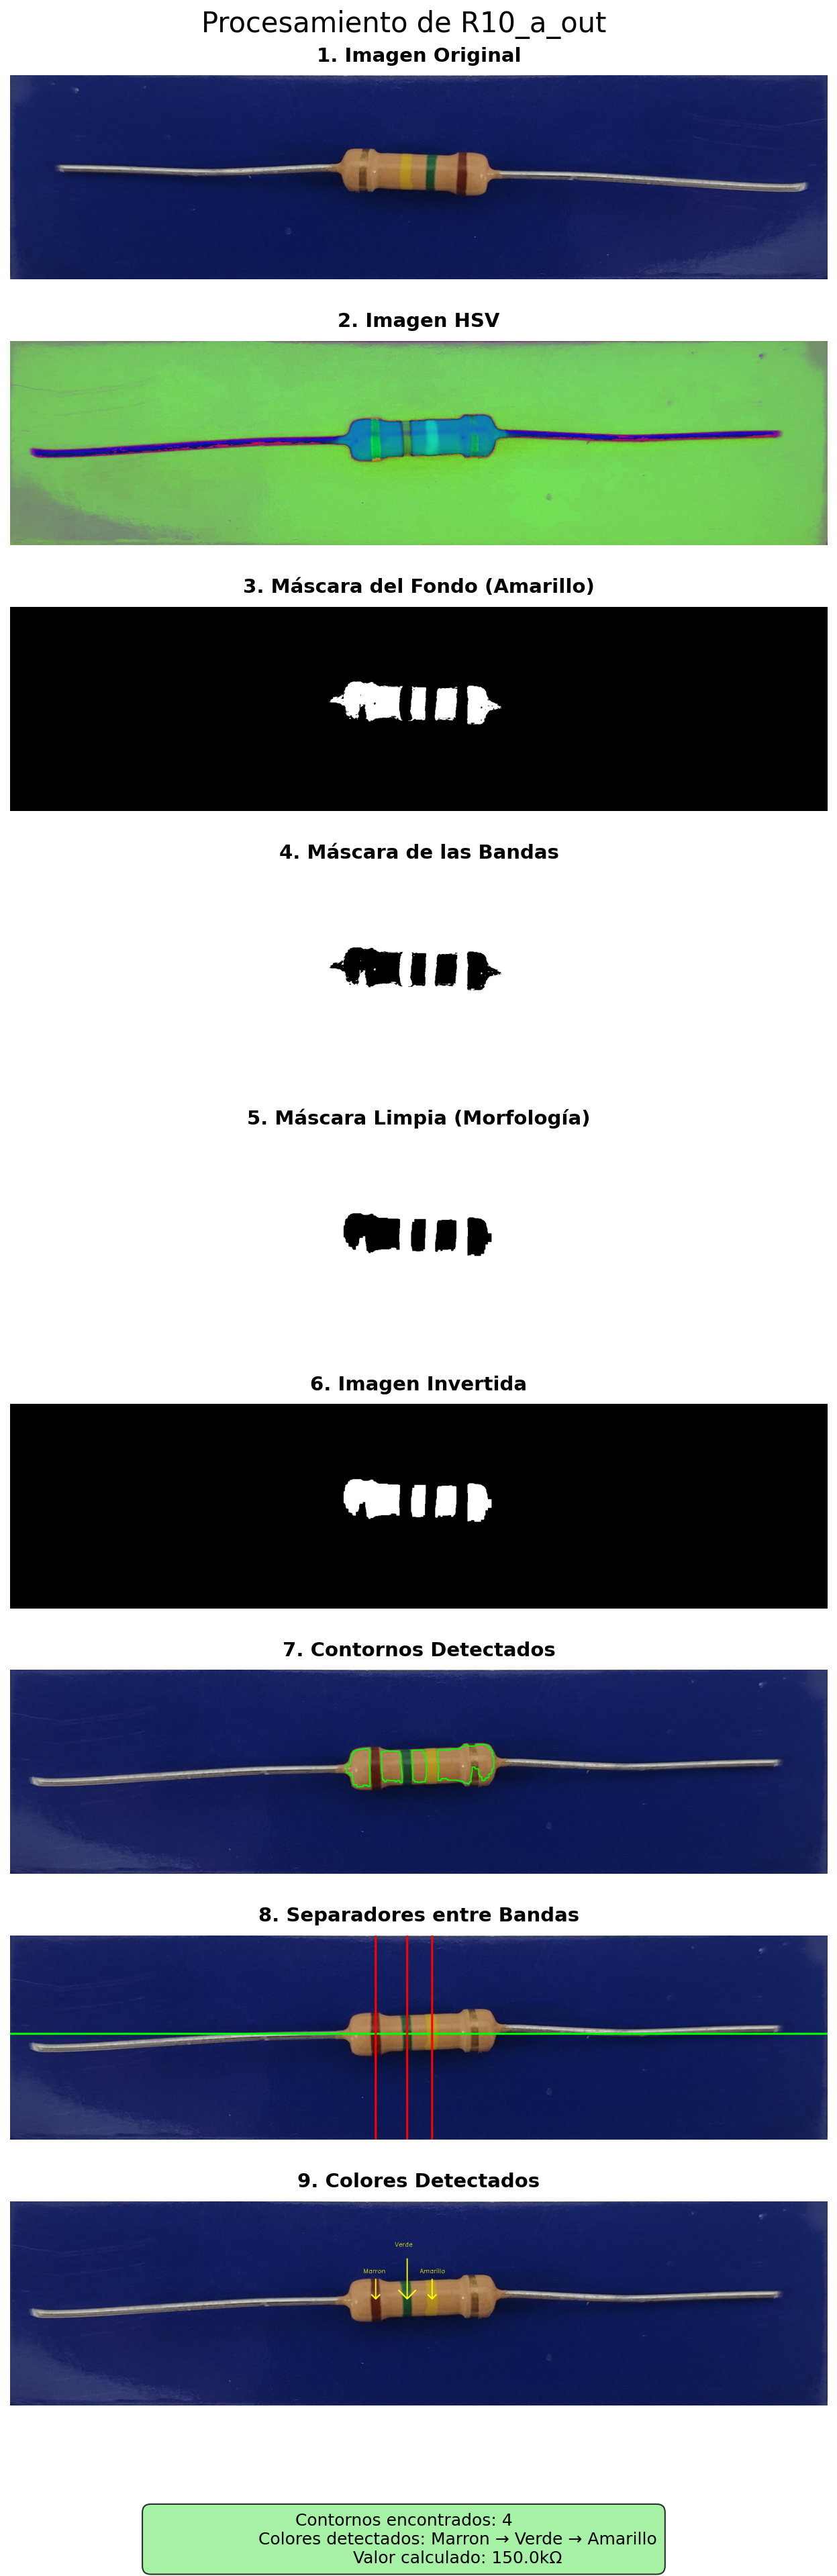 Procesamiento de R10_a_out
1. Imagen Original
2. Imagen HSV
3. Máscara del Fondo (Amarillo)
4. Máscara de las Bandas
5. Máscara Limpia (Morfología)
6. Imagen Invertida
7. Contornos Detectados
8. Separadores entre Bandas
9. Colores Detectados
Verde
Marron Amarillo
Contornos encontrados: 4
Colores detectados: Marron → Verde → Amarillo
Valor calculado: 150.0kΩ